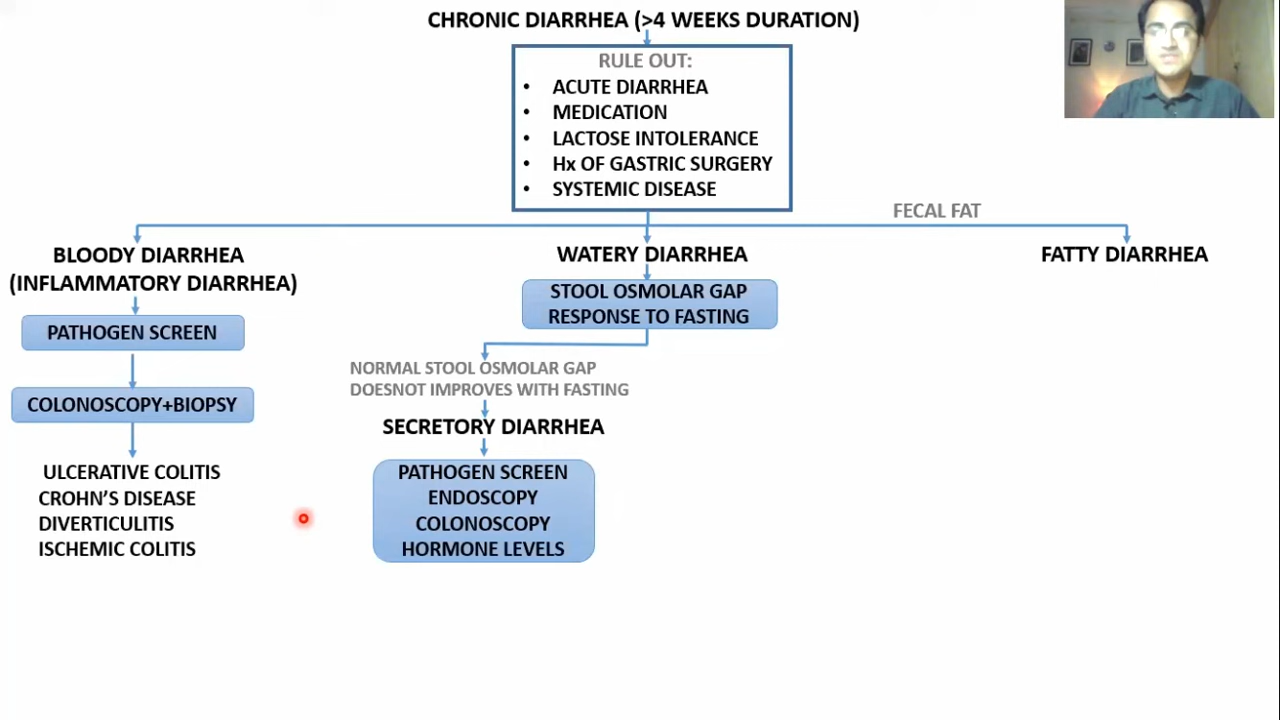 CHRONIC DIARRHEA (>4 WEEKS DURATION)
RULE OUT:
• ACUTE DIARRHEA
• MEDICATION
• LACTOSE INTOLERANCE
• Hx OF GASTRIC SURGERY
• SYSTEMIC DISEASE
FECAL FAT
BLOODY DIARRHEA
(INFLAMMATORY DIARRHEA)
PATHOGEN SCREEN
COLONOSCOPY+BIOPSY
ULCERATIVE COLITIS
CROHN'S DISEASE
DIVERTICULITIS
ISCHEMIC COLITIS
WATERY DIARRHEA
STOOL OSMOLAR GAP
RESPONSE TO FASTING
NORMAL STOOL OSMOLAR GAP
DOESNOT IMPROVES WITH FASTING
SECRETORY DIARRHEA
PATHOGEN SCREEN
ENDOSCOPY
COLONOSCOPY
HORMONE LEVELS
FATTY DIARRHEA